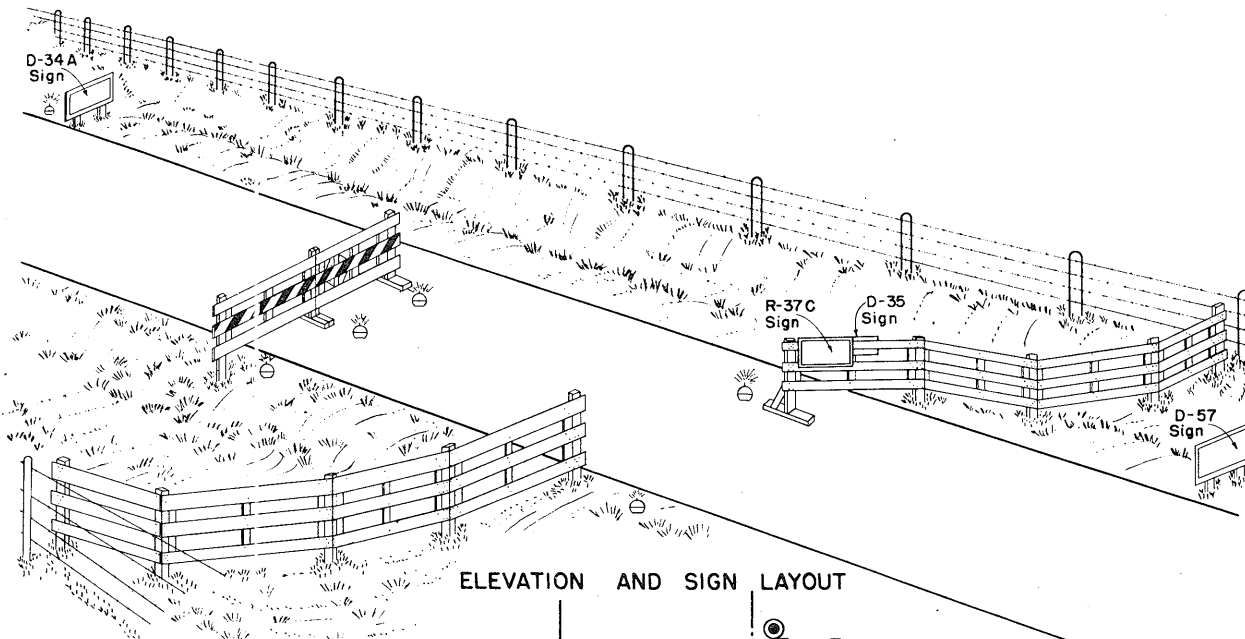 D-34A
Sign
R-37C
Sign
D-35
Sign
D-57
Sign
ELEVATION AND SIGN LAYOUT